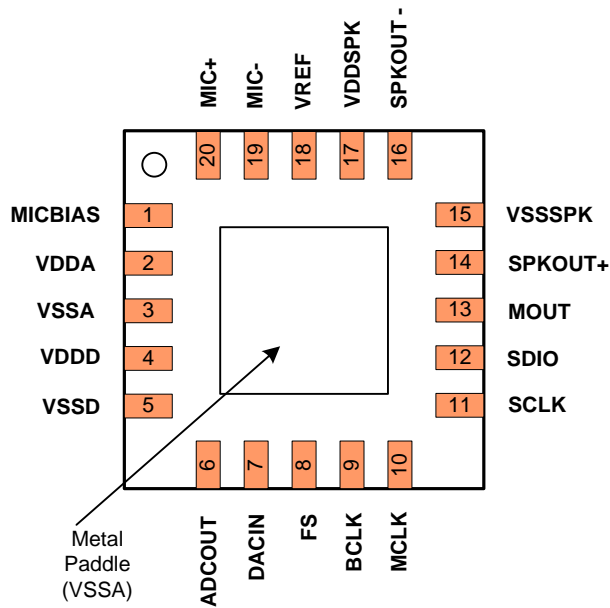 MIC+
MIC-
VREF
VDDSPK
SPKOUT -
20
19
18
17
16
MICBIAS 1
VDDA 2
VSSA 3
VDDD 4
VSSD 5
15 VSSSPK
14 SPKOUT+
13 MOUT
12 SDIO
11 SCLK
6
7
8
9
10
ADCOUT
DACIN
FS
BCLK
MCLK
Metal
Paddle
(VSSA)